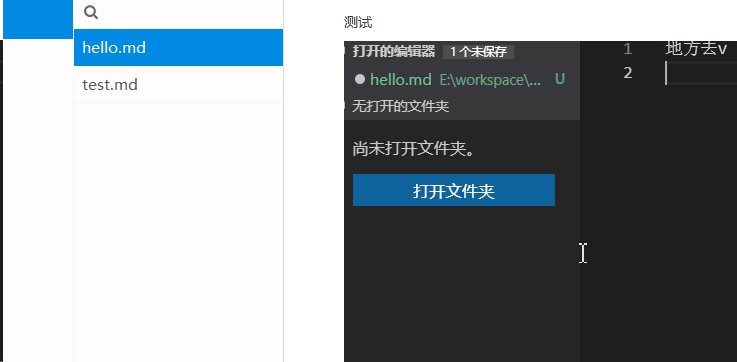 hello.md
test.md
测试
打开的编辑器 1 个未保存
hello.md E:\workspace\... U
无打开的文件夹
尚未打开文件夹。
打开文件夹
1 地方去v
2